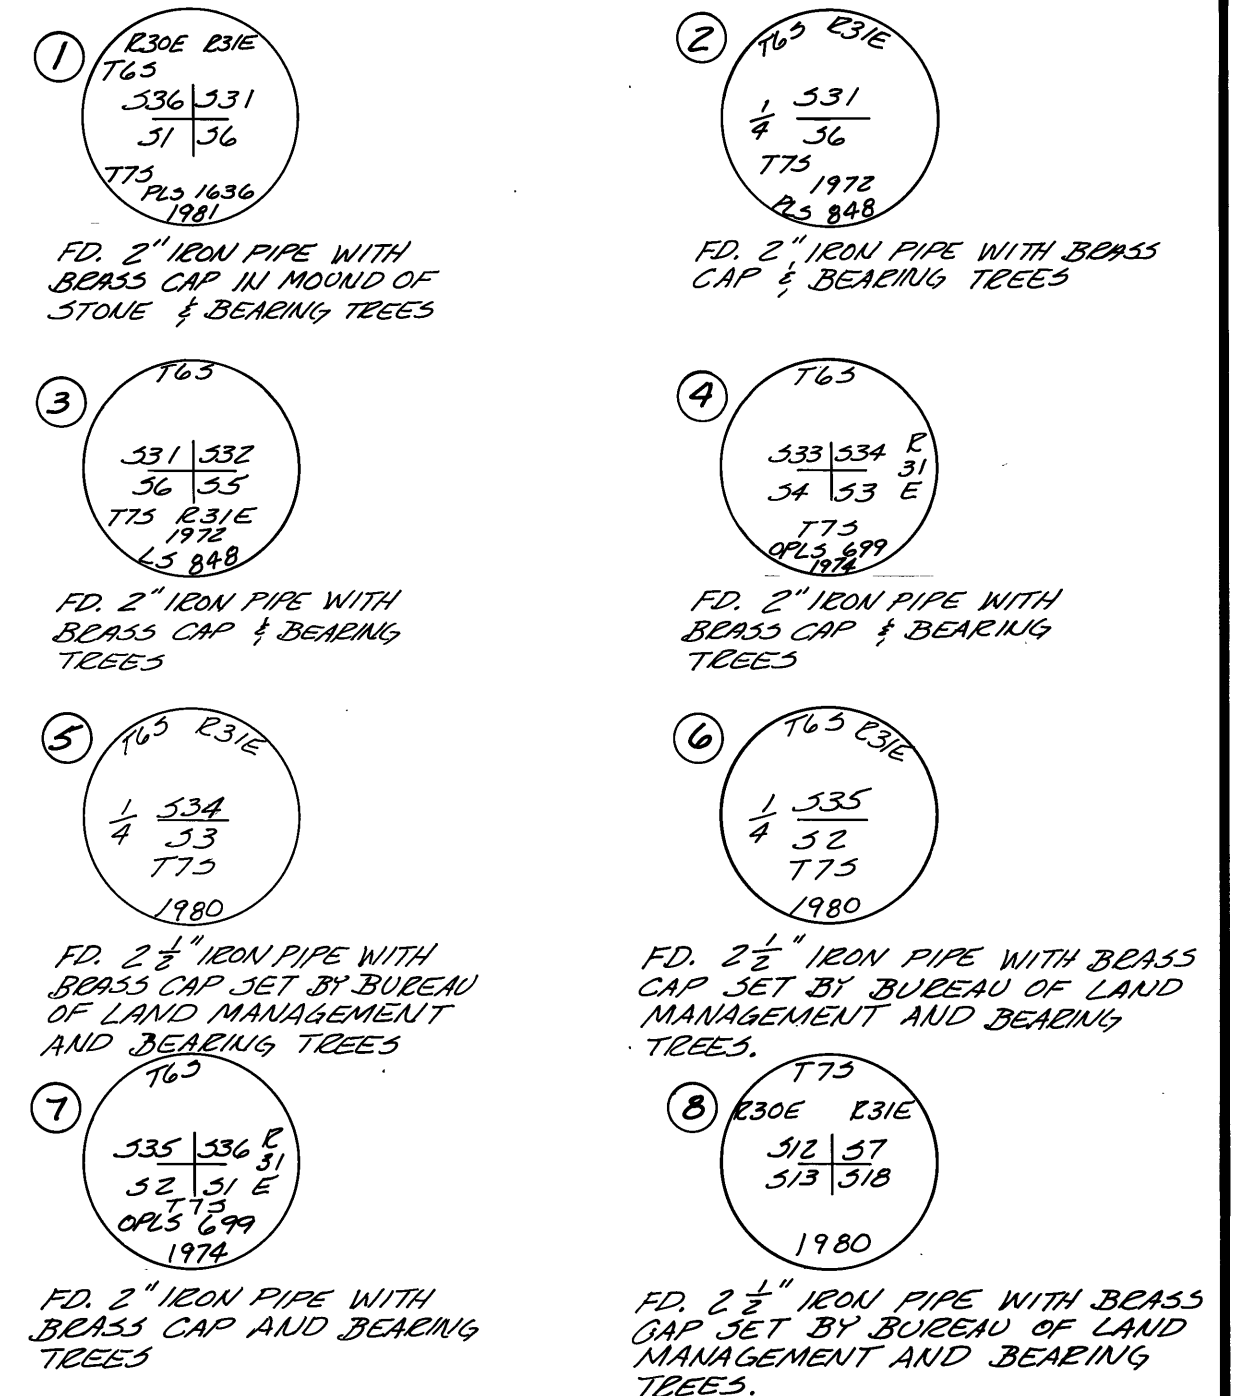 1
R30E R31E
T6S
S36 S31
S1 S6
T7S
PLS 1636
1981
FD. 2" IRON PIPE WITH
BRASS CAP IN MOUND OF
STONE & BEARING TREES
2
T6S R31E
1/4 S31
S6
T7S
1972
PLS 848
FD. 2" IRON PIPE WITH BRASS
CAP & BEARING TREES
3
T6S
S31 S32
S6 S5
T7S R31E
1972
LS 848
FD. 2" IRON PIPE WITH
BRASS CAP & BEARING
TREES
4
T6S
S33 S34 R
31
S4 S3 E
T7S
OPLS 699
1974
FD. 2" IRON PIPE WITH
BRASS CAP & BEARING
TREES
5
T6S R31E
1/4 S34
S3
T7S
1980
FD. 2 1/2" IRON PIPE WITH
BRASS CAP SET BY BUREAU
OF LAND MANAGEMENT
AND BEARING TREES
6
T6S R31E
1/4 S35
S2
T7S
1980
FD. 2 1/2" IRON PIPE WITH BRASS
CAP SET BY BUREAU OF LAND
MANAGEMENT AND BEARING
TREES.
7
T6S
S35 S36 R
31
S2 S1 E
T7S
OPLS 699
1974
FD. 2" IRON PIPE WITH
BRASS CAP AND BEARING
TREES
8
T7S
R30E R31E
S12 S7
S13 S18
1980
FD. 2 1/2" IRON PIPE WITH BRASS
CAP SET BY BUREAU OF LAND
MANAGEMENT AND BEARING
TREES.